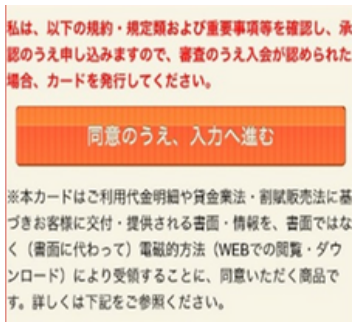 私は、以下の規約・規定類および重要事項等を確認し、承
認のうえ申し込みますので、審査のうえ入会が認められた
場合、カードを発行してください。
同意のうえ、入力へ進む
※本カードはご利用代金明細や貸金業法・割賦販売法に基
づきお客様に交付・提供される書面・情報を、書面ではな
く（書面に代わって）電磁的方法（WEBでの閲覧・ダウ
ンロード）により受領することに、同意いただく商品で
す。詳しくは下記をご参照ください。